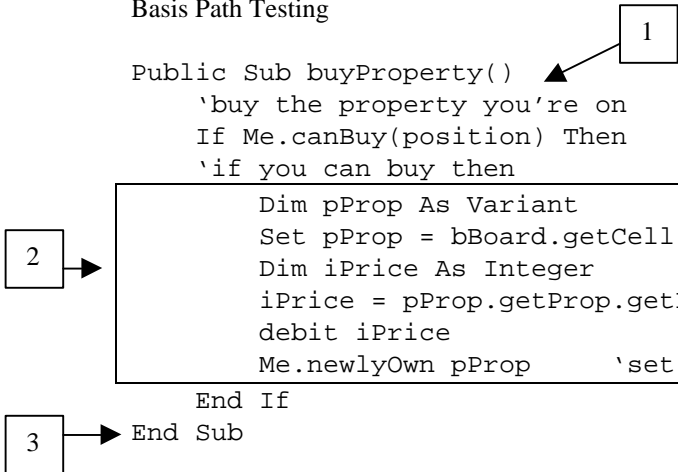 Basis Path Testing
1
Public Sub buyProperty()
‘buy the property you’re on
If Me.canBuy(position) Then
‘if you can buy then
2
Dim pProp As Variant
Set pProp = bBoard.getCell
Dim iPrice As Integer
iPrice = pProp.getProp.get
debit iPrice
Me.newlyOwn pProp ‘set
End If
3
End Sub